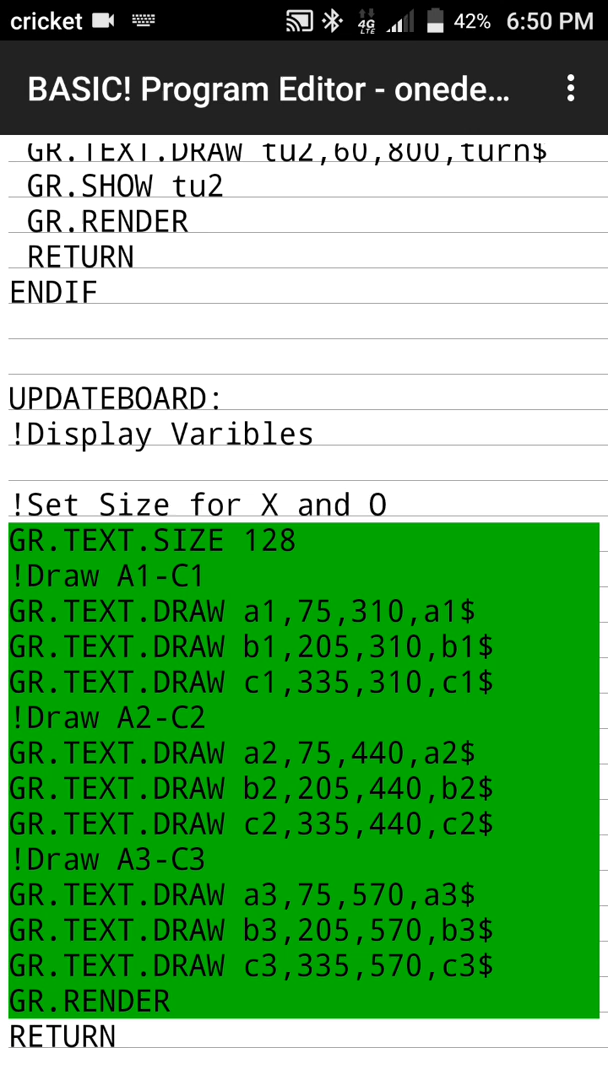 cricket 4G LTE 42% 6:50 PM
BASIC! Program Editor - onede...
GR.TEXT.DRAW tu2,60,800,turn$
GR.SHOW tu2
GR.RENDER
RETURN
ENDIF
UPDATEBOARD:
!Display Varibles
!Set Size for X and O
GR.TEXT.SIZE 128
!Draw A1-C1
GR.TEXT.DRAW a1,75,310,a1$
GR.TEXT.DRAW b1,205,310,b1$
GR.TEXT.DRAW c1,335,310,c1$
!Draw A2-C2
GR.TEXT.DRAW a2,75,440,a2$
GR.TEXT.DRAW b2,205,440,b2$
GR.TEXT.DRAW c2,335,440,c2$
!Draw A3-C3
GR.TEXT.DRAW a3,75,570,a3$
GR.TEXT.DRAW b3,205,570,b3$
GR.TEXT.DRAW c3,335,570,c3$
GR.RENDER
RETURN